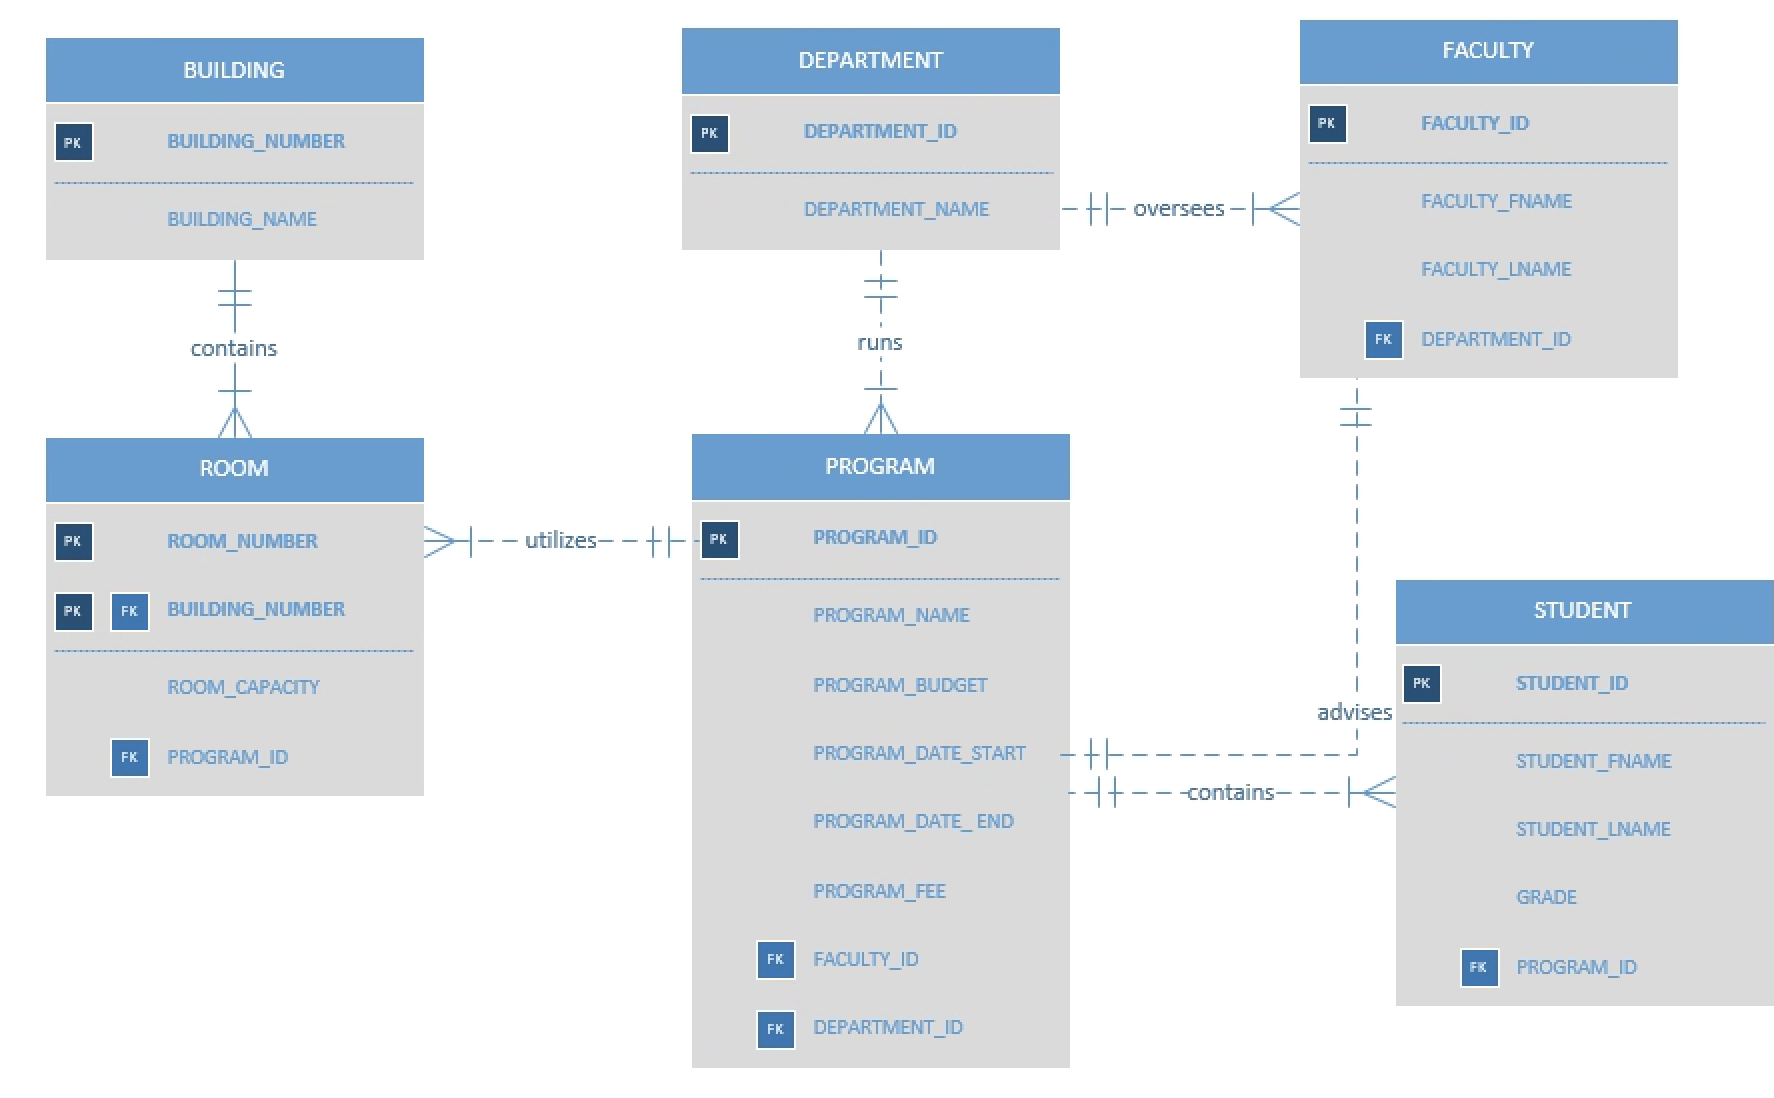 BUILDING
PK BUILDING_NUMBER
BUILDING_NAME
contains
ROOM
PK ROOM_NUMBER
PK FK BUILDING_NUMBER
ROOM_CAPACITY
FK PROGRAM_ID
utilizes
DEPARTMENT
PK DEPARTMENT_ID
DEPARTMENT_NAME
oversees
runs
PROGRAM
PK PROGRAM_ID
PROGRAM_NAME
PROGRAM_BUDGET
PROGRAM_DATE_START
PROGRAM_DATE_ END
PROGRAM_FEE
FK FACULTY_ID
FK DEPARTMENT_ID
FACULTY
PK FACULTY_ID
FACULTY_FNAME
FACULTY_LNAME
FK DEPARTMENT_ID
advises
contains
STUDENT
PK STUDENT_ID
STUDENT_FNAME
STUDENT_LNAME
GRADE
FK PROGRAM_ID